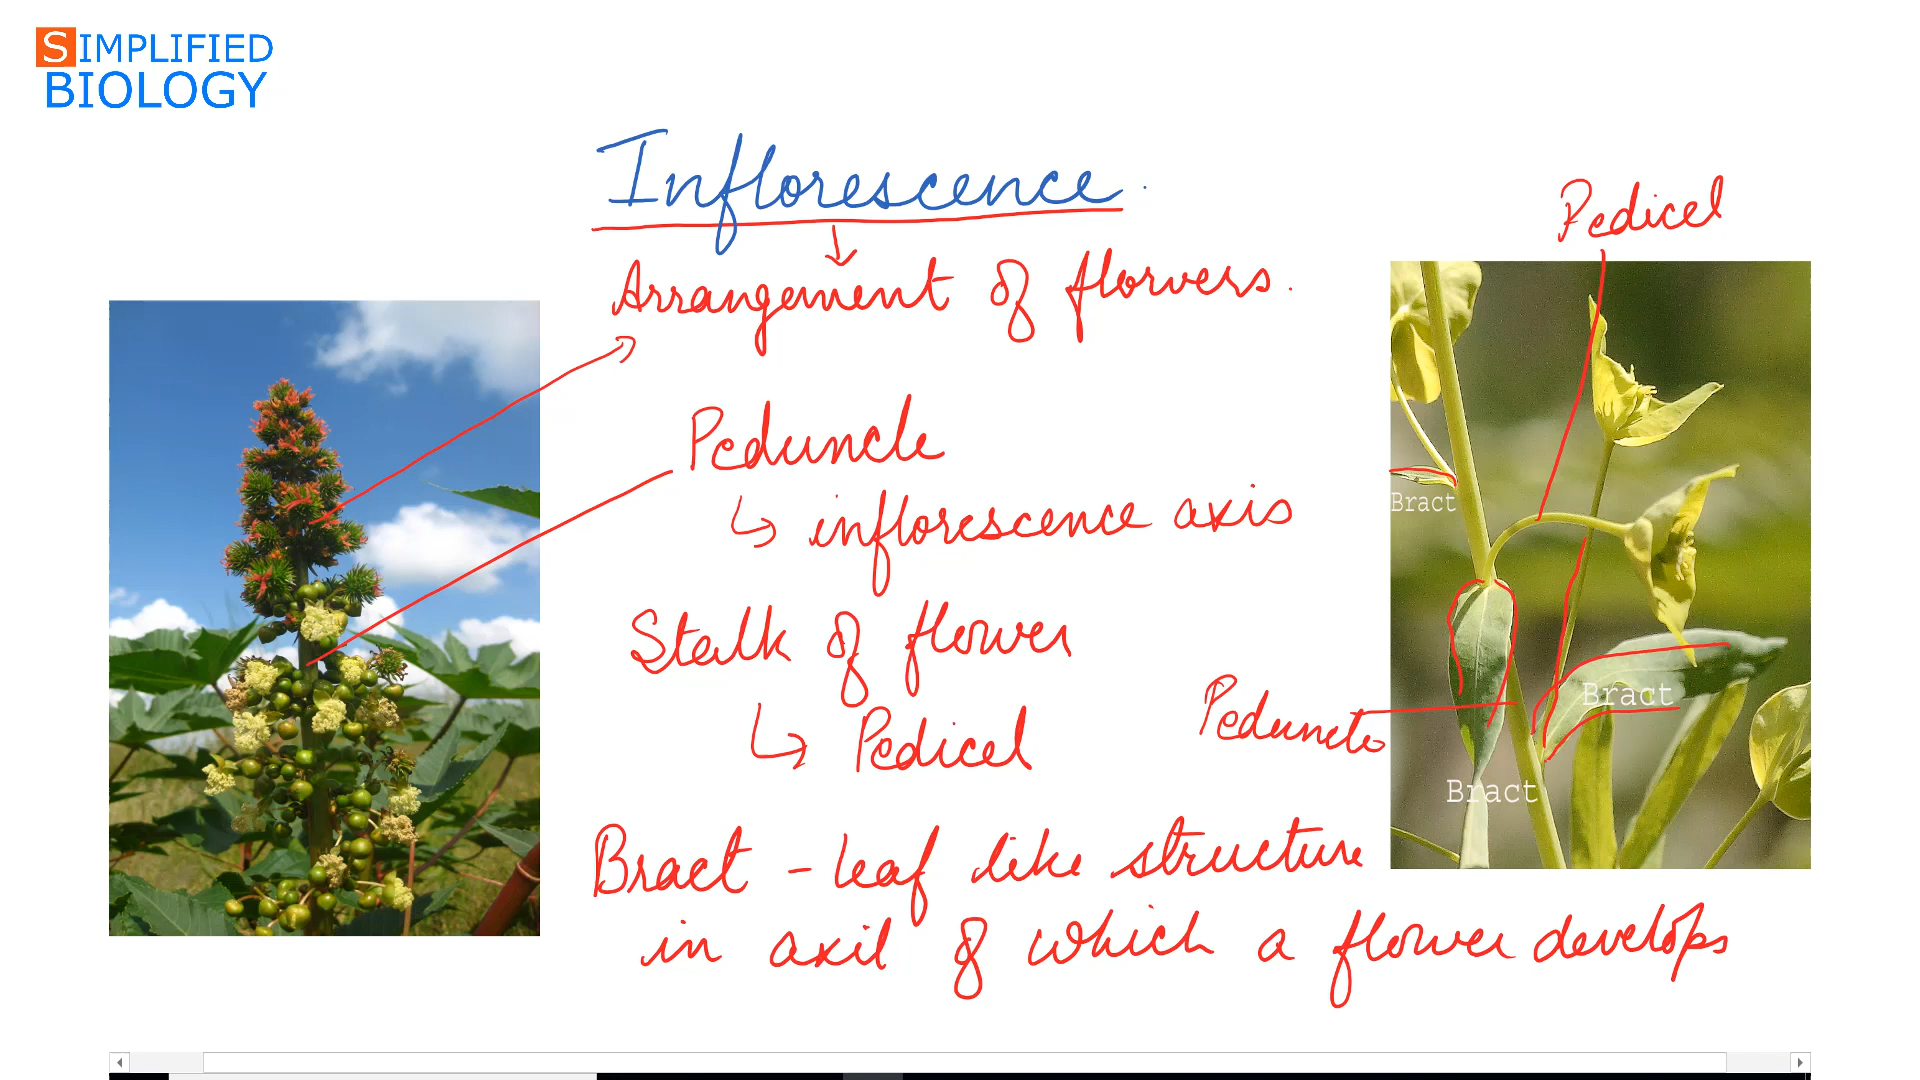 SIMPLIFIED
BIOLOGY
Inflorescence
Arrangement of flowers.
Peduncle
inflorescence axis
Stalk of flower
Pedicel
Bract - leaf like structure
in axil of which a flower develops
Pedicel
Bract
Bract
Peduncle
Bract